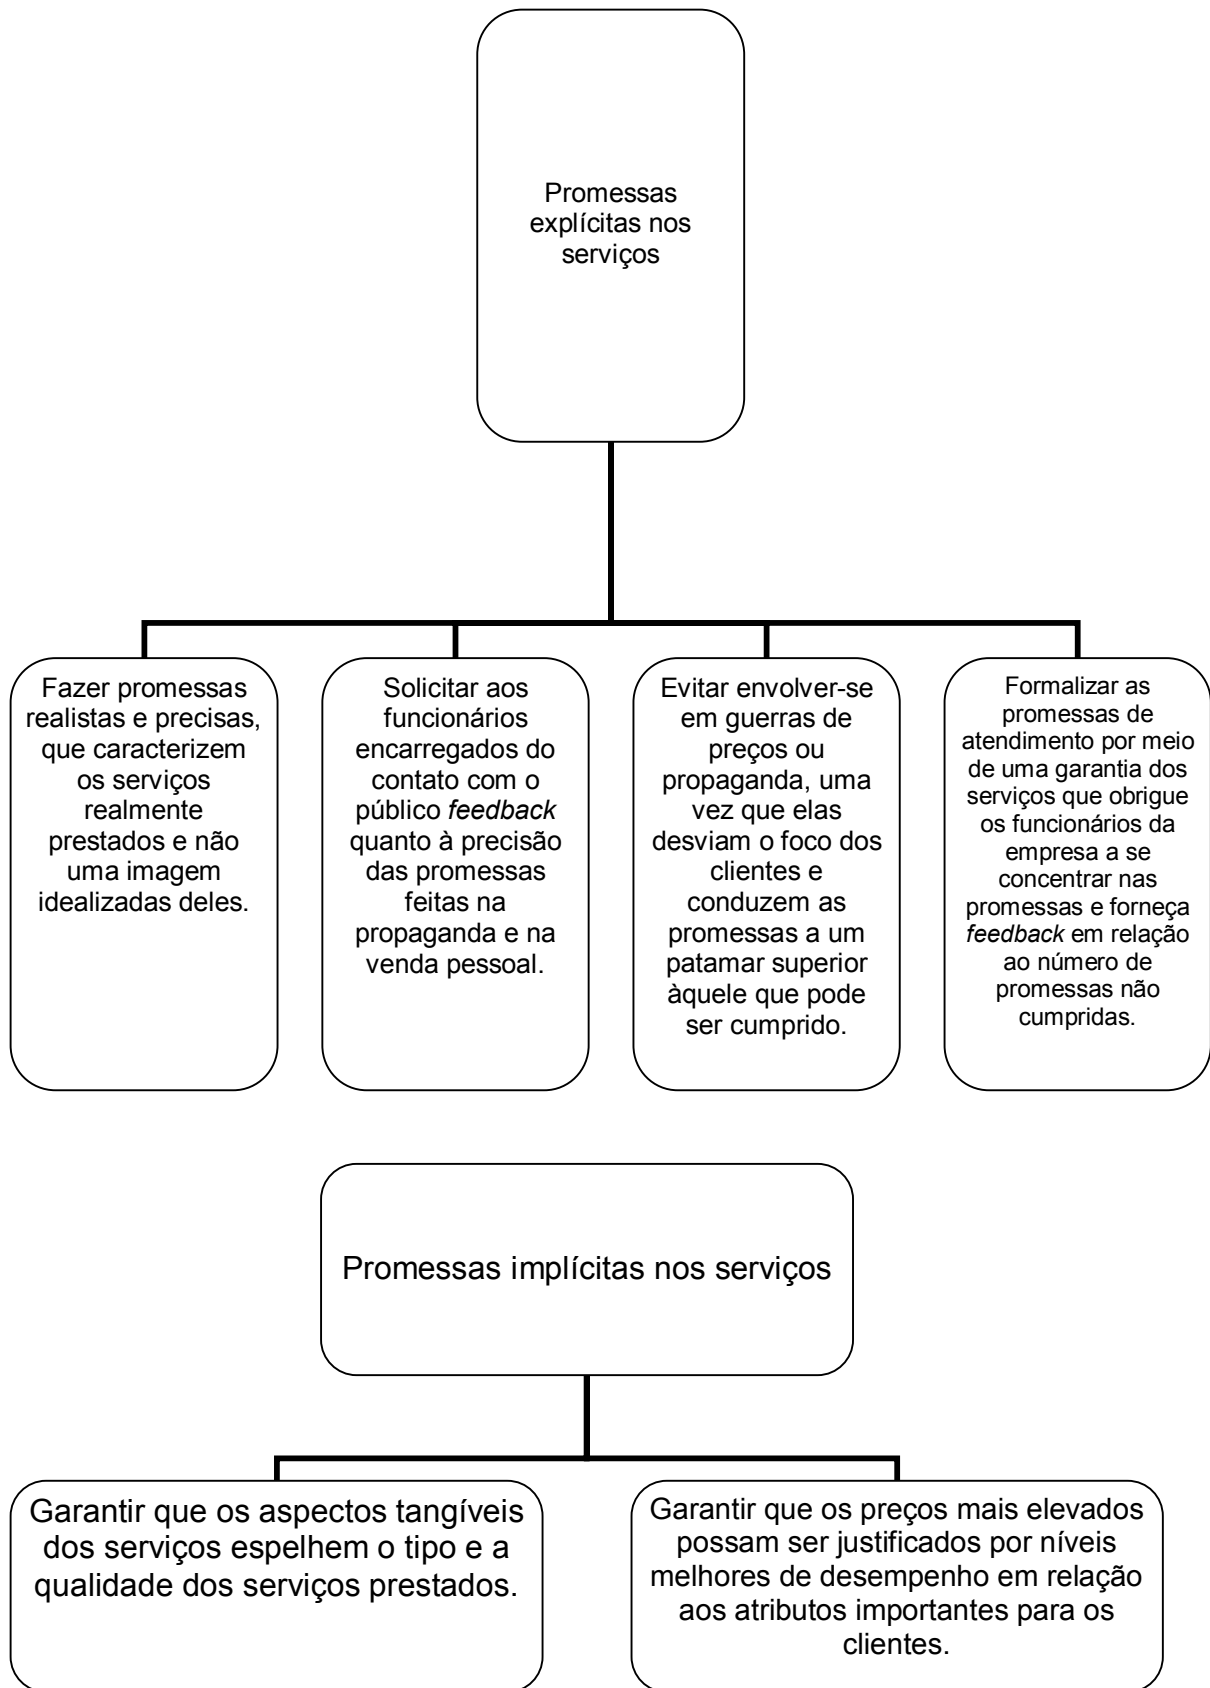 Promessas
explícitas nos
serviços
Fazer promessas
realistas e precisas,
que caracterizem
os serviços
realmente
prestados e não
uma imagem
idealizadas deles.
Solicitar aos
funcionários
encarregados do
contato com o
público feedback
quanto à precisão
das promessas
feitas na
propaganda e na
venda pessoal.
Evitar envolver-se
em guerras de
preços ou
propaganda, uma
vez que elas
desviam o foco dos
clientes e
conduzem as
promessas a um
patamar superior
àquele que pode
ser cumprido.
Formalizar as
promessas de
atendimento por meio
de uma garantia dos
serviços que obrigue
os funcionários da
empresa a se
concentrar nas
promessas e forneça
feedback em relação
ao número de
promessas não
cumpridas.
Promessas implícitas nos serviços
Garantir que os aspectos tangíveis
dos serviços espelhem o tipo e a
qualidade dos serviços prestados.
Garantir que os preços mais elevados
possam ser justificados por níveis
melhores de desempenho em relação
aos atributos importantes para os
clientes.